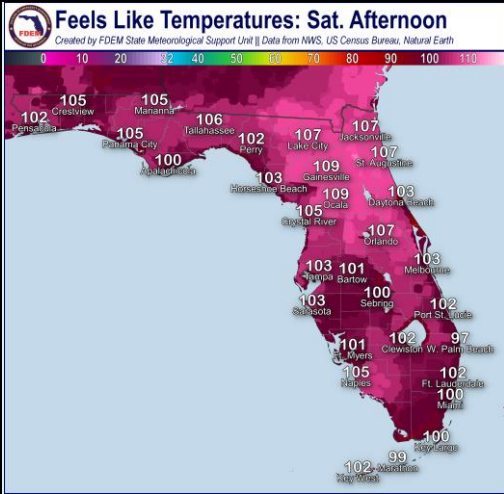 FDEM
Feels Like Temperatures: Sat. Afternoon
Created by FDEM State Meteorological Support Unit || Data from NWS, US Census Bureau, Natural Earth
0 10 20 22 40 50 60 70 80 90 100 110
105
Crestview
105
Marianna
102
Pensacola
106
Tallahassee
105
Panama City
102
Perry
107
Lake City
107
Jacksonville
107
St. Augustine
100
Apalachicola
109
Gainesville
103
Horseshoe Beach
109
Ocala
103
Daytona Beach
105
Crystal River
107
Orlando
103
Melbourne
103
Tampa
101
Bartow
100
Sebring
103
Sarasota
102
Port St. Lucie
101
Ft. Myers
102
Clewiston
97
W. Palm Beach
105
Naples
102
Ft. Lauderdale
100
Miami
100
Key Largo
99
Marathon
102
Key West